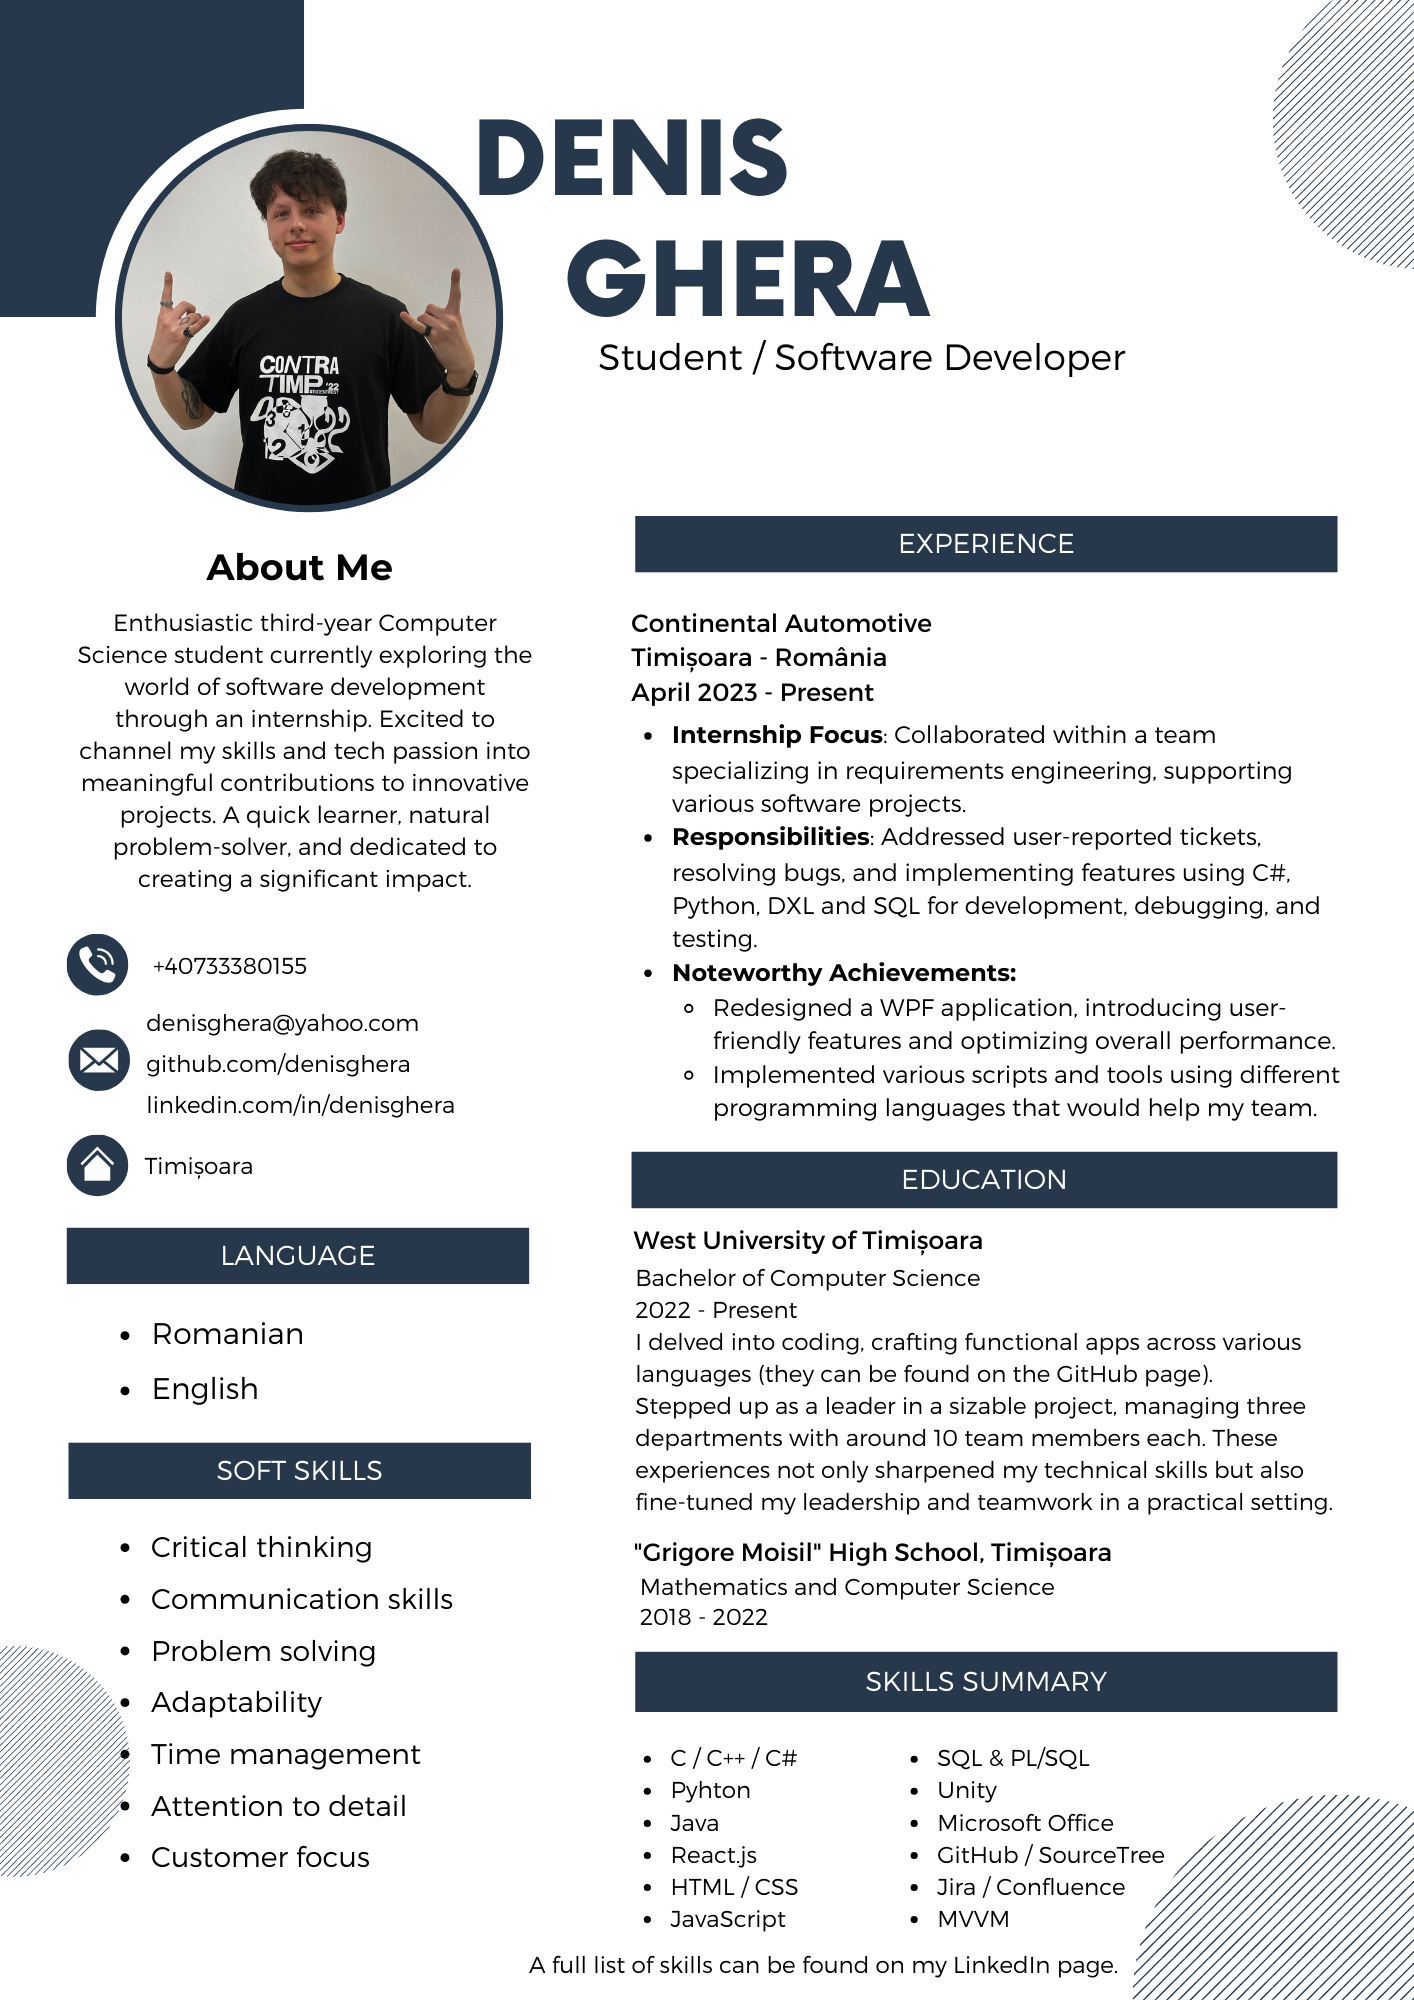 DENIS
GHERA
Student / Software Developer
CONTRA
TIMP '22
About Me
Enthusiastic third-year Computer
Science student currently exploring the
world of software development
through an internship. Excited to
channel my skills and tech passion into
meaningful contributions to innovative
projects. A quick learner, natural
problem-solver, and dedicated to
creating a significant impact.
+40733380155
denisghera@yahoo.com
github.com/denisghera
linkedin.com/in/denisghera
Timișoara
LANGUAGE
• Romanian
• English
SOFT SKILLS
• Critical thinking
• Communication skills
• Problem solving
• Adaptability
• Time management
• Attention to detail
• Customer focus
EXPERIENCE
Continental Automotive
Timișoara - România
April 2023 - Present
• Internship Focus: Collaborated within a team
specializing in requirements engineering, supporting
various software projects.
• Responsibilities: Addressed user-reported tickets,
resolving bugs, and implementing features using C#,
Python, DXL and SQL for development, debugging, and
testing.
• Noteworthy Achievements:
◦ Redesigned a WPF application, introducing user-
friendly features and optimizing overall performance.
◦ Implemented various scripts and tools using different
programming languages that would help my team.
EDUCATION
West University of Timișoara
Bachelor of Computer Science
2022 - Present
I delved into coding, crafting functional apps across various
languages (they can be found on the GitHub page).
Stepped up as a leader in a sizable project, managing three
departments with around 10 team members each. These
experiences not only sharpened my technical skills but also
fine-tuned my leadership and teamwork in a practical setting.
"Grigore Moisil" High School, Timișoara
Mathematics and Computer Science
2018 - 2022
SKILLS SUMMARY
• C / C++ / C#
• Pyhton
• Java
• React.js
• HTML / CSS
• JavaScript
• SQL & PL/SQL
• Unity
• Microsoft Office
• GitHub / SourceTree
• Jira / Confluence
• MVVM
A full list of skills can be found on my LinkedIn page.